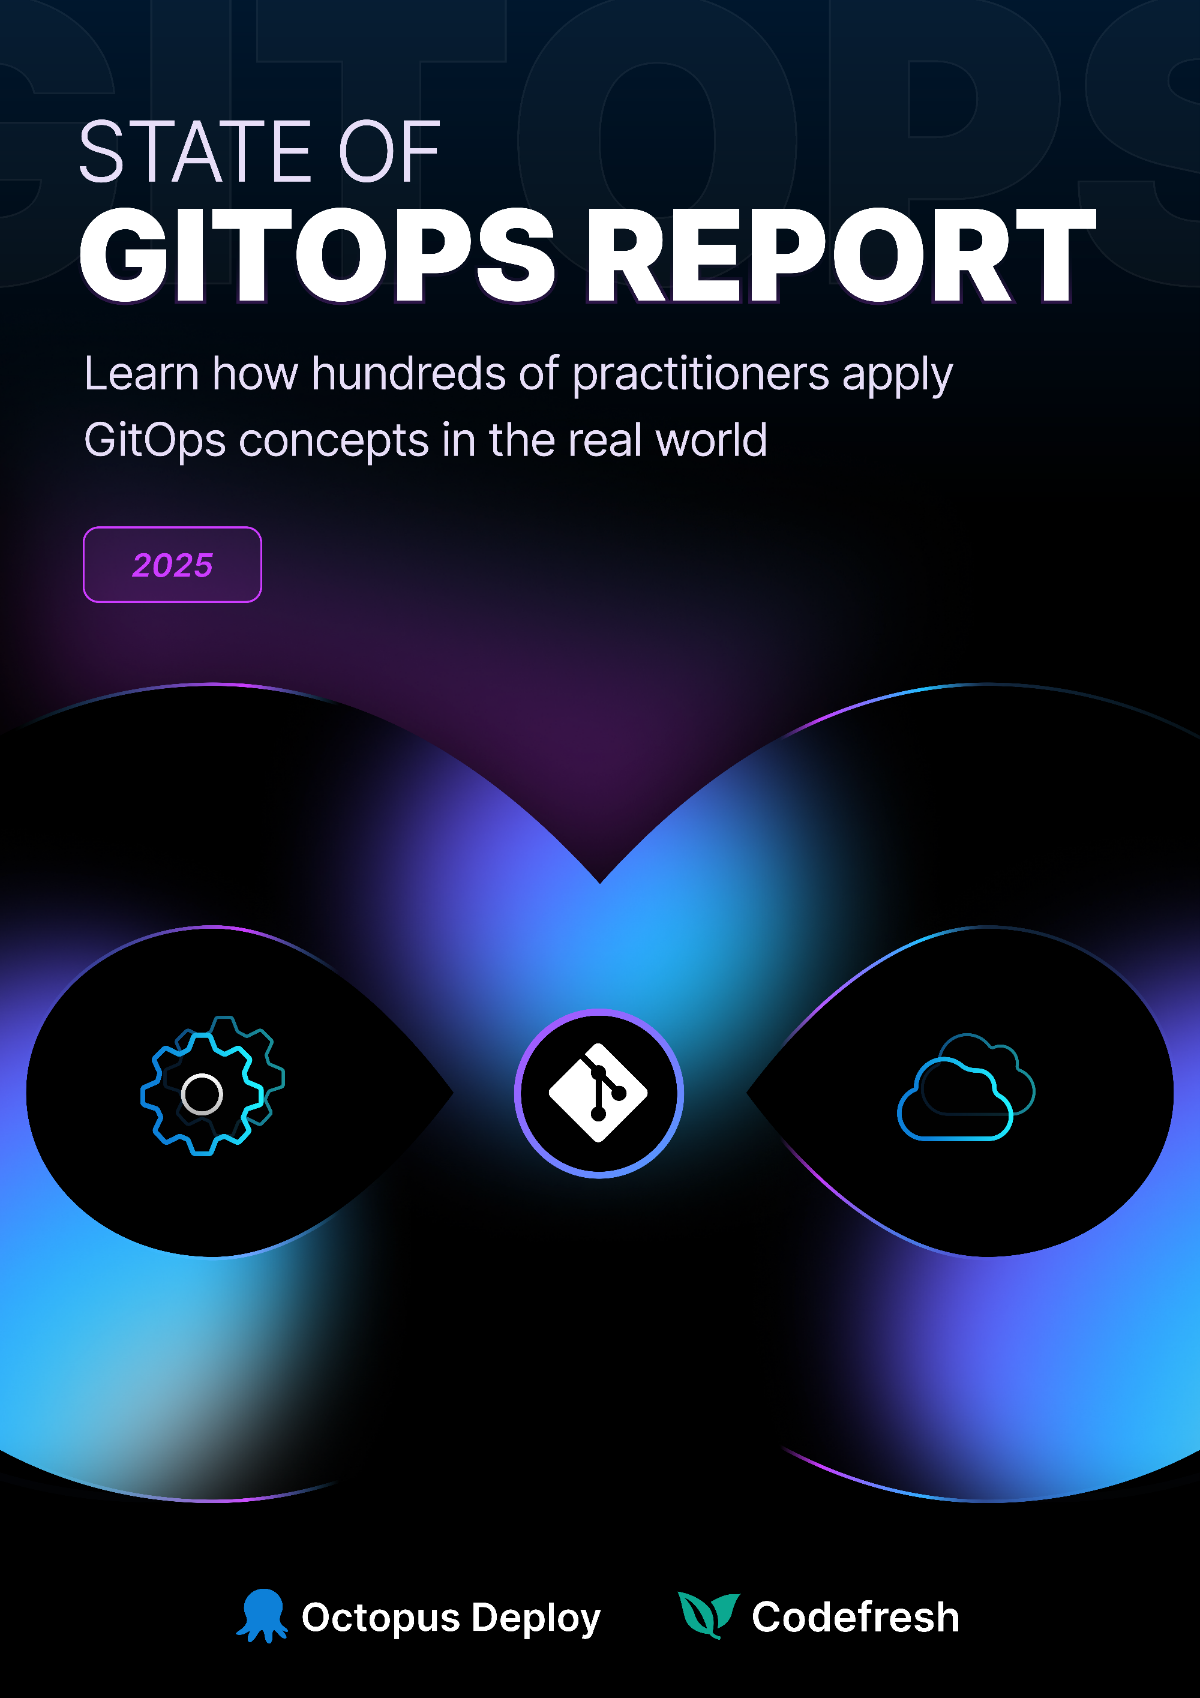 GITOPS
STATE OF
GITOPS REPORT
Learn how hundreds of practitioners apply
GitOps concepts in the real world
2025
Octopus Deploy
Codefresh